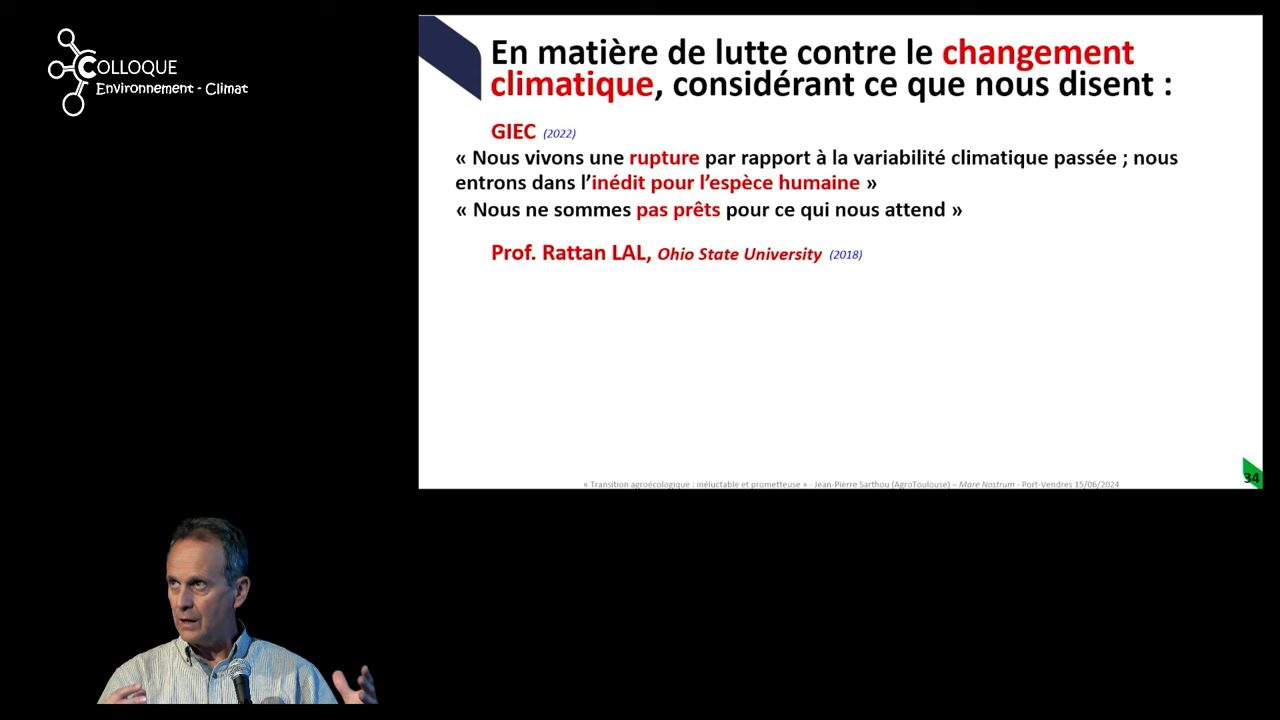 COLLOQUE
Environnement - Climat
En matière de lutte contre le changement
climatique, considérant ce que nous disent :
GIEC (2022)
« Nous vivons une rupture par rapport à la variabilité climatique passée ; nous
entrons dans l’inédit pour l’espèce humaine »
« Nous ne sommes pas prêts pour ce qui nous attend »
Prof. Rattan LAL, Ohio State University (2018)
34
« Transition agroécologique : inéluctable et prometteuse » - Jean-Pierre Sarthou (AgroToulouse) – Mare Nostrum - Port-Vendres 15/06/2024